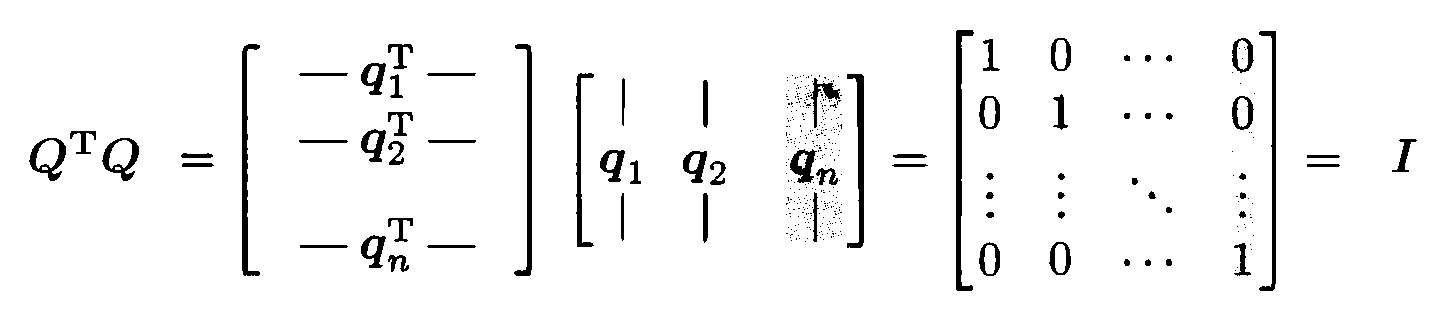 $$Q^{\mathrm{T}}Q = \begin{bmatrix} — \boldsymbol{q}_1^{\mathrm{T}} — \\ — \boldsymbol{q}_2^{\mathrm{T}} — \\ \\ — \boldsymbol{q}_n^{\mathrm{T}} — \end{bmatrix} \begin{bmatrix} | & | & | \\ \boldsymbol{q}_1 & \boldsymbol{q}_2 & \boldsymbol{q}_n \\ | & | & | \end{bmatrix} = \begin{bmatrix} 1 & 0 & \cdots & 0 \\ 0 & 1 & \cdots & 0 \\ \vdots & \vdots & \ddots & \vdots \\ 0 & 0 & \cdots & 1 \end{bmatrix} = \boldsymbol{I}$$